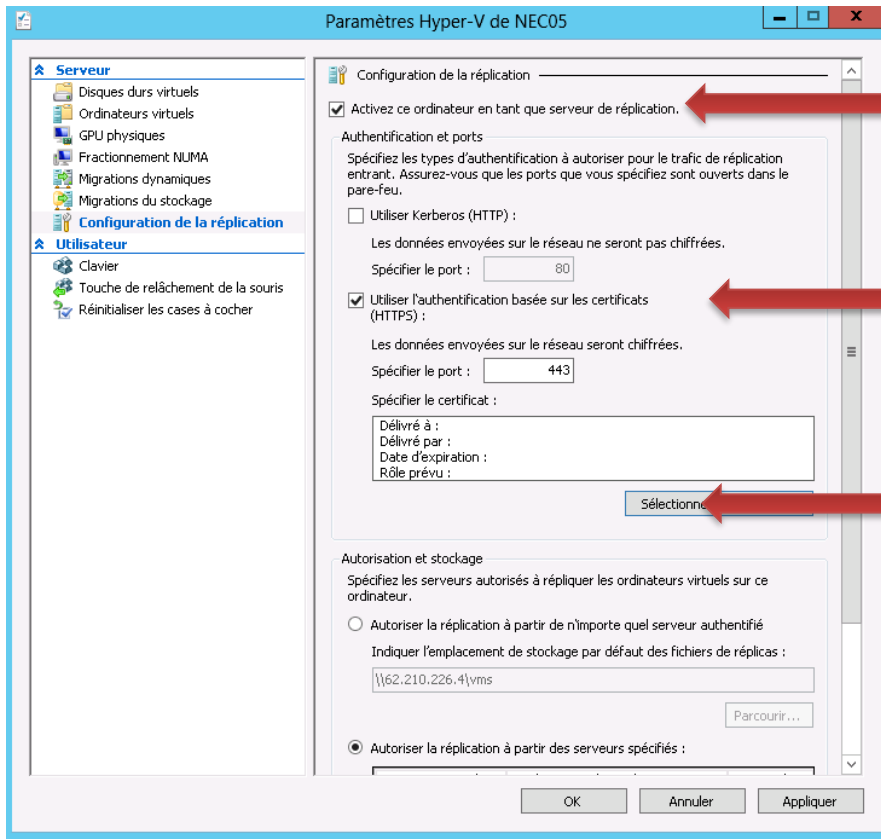 Paramètres Hyper-V de NEC05
Serveur
Disques durs virtuels
Ordinateurs virtuels
GPU physiques
Fractionnement NUMA
Migrations dynamiques
Migrations du stockage
Configuration de la réplication
Utilisateur
Clavier
Touche de relâchement de la souris
Réinitialiser les cases à cocher
Configuration de la réplication
Activez ce ordinateur en tant que serveur de réplication.
Authentification et ports
Spécifiez les types d'authentification à autoriser pour le trafic de réplication
entrant. Assurez-vous que les ports que vous spécifiez sont ouverts dans le
pare-feu.
Utiliser Kerberos (HTTP) :
Les données envoyées sur le réseau ne seront pas chiffrées.
Spécifier le port : 80
Utiliser l'authentification basée sur les certificats
(HTTPS) :
Les données envoyées sur le réseau seront chiffrées.
Spécifier le port : 443
Spécifier le certificat :
Délivré à :
Délivré par :
Date d'expiration :
Rôle prévu :
Autorisation et stockage
Spécifiez les serveurs autorisés à répliquer les ordinateurs virtuels sur ce
ordinateur.
Autoriser la réplication à partir de n'importe quel serveur authentifié
Indiquer l'emplacement de stockage par défaut des fichiers de réplicas :
\\62.210.226.4\vms
Parcourir...
Autoriser la réplication à partir des serveurs spécifiés :
OK
Annuler
Appliquer